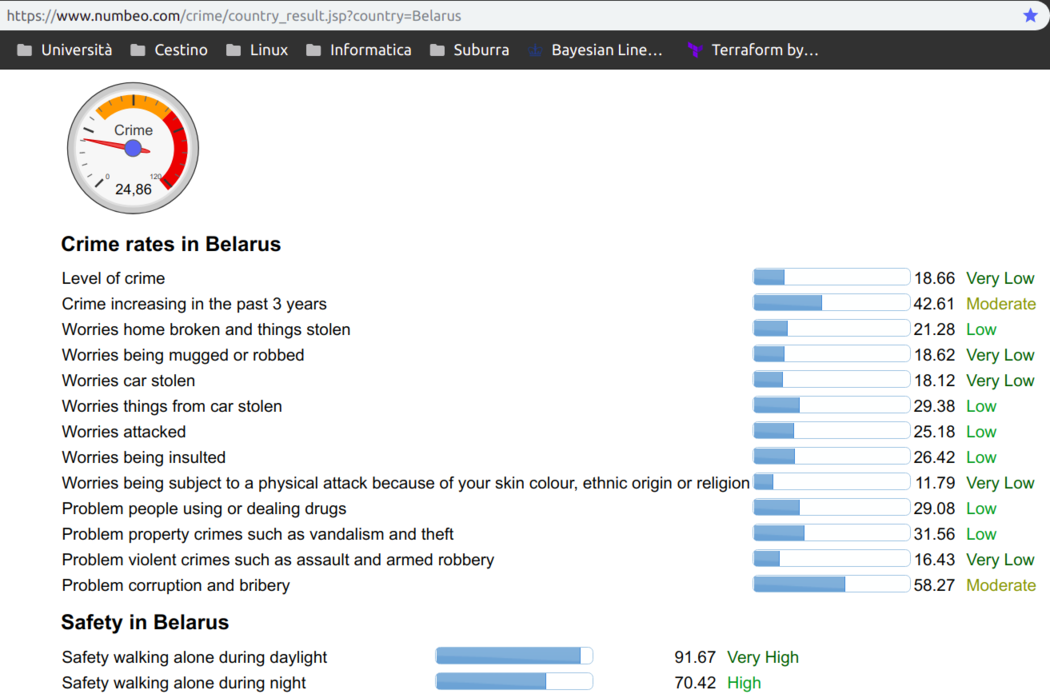 https://www.numbeo.com/crime/country_result.jsp?country=Belarus
Università Cestino Linux Informatica Suburra Bayesian Line… Terraform by…
Crime
0 120
24,86
Crime rates in Belarus
Level of crime 18.66 Very Low
Crime increasing in the past 3 years 42.61 Moderate
Worries home broken and things stolen 21.28 Low
Worries being mugged or robbed 18.62 Very Low
Worries car stolen 18.12 Very Low
Worries things from car stolen 29.38 Low
Worries attacked 25.18 Low
Worries being insulted 26.42 Low
Worries being subject to a physical attack because of your skin colour, ethnic origin or religion 11.79 Very Low
Problem people using or dealing drugs 29.08 Low
Problem property crimes such as vandalism and theft 31.56 Low
Problem violent crimes such as assault and armed robbery 16.43 Very Low
Problem corruption and bribery 58.27 Moderate
Safety in Belarus
Safety walking alone during daylight 91.67 Very High
Safety walking alone during night 70.42 High